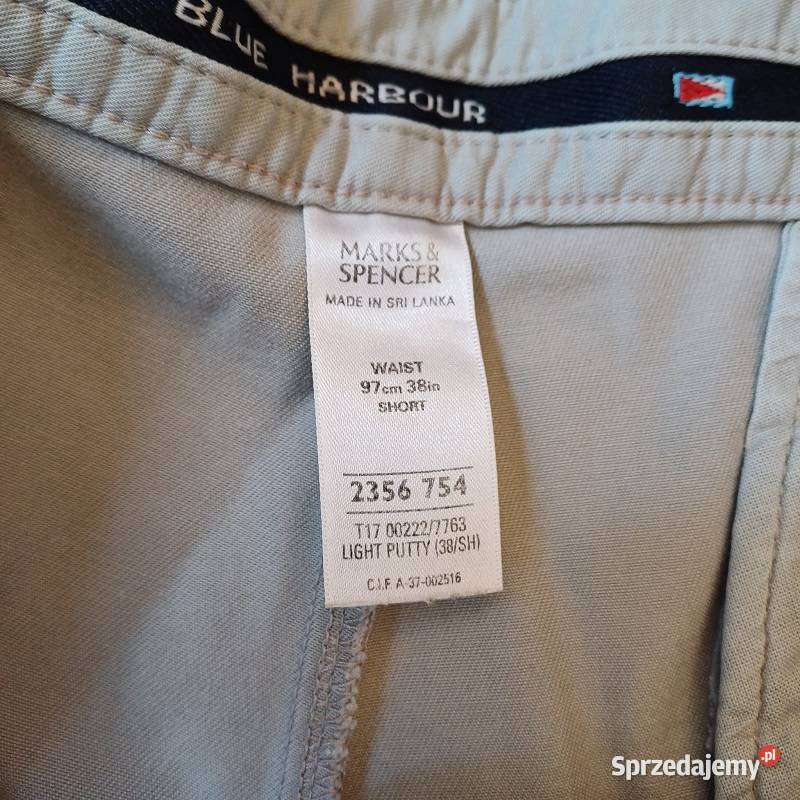 BLUE HARBOUR
MARKS &
SPENCER
MADE IN SRI LANKA
WAIST
97cm 38in
SHORT
2356 754
T17 00222/7763
LIGHT PUTTY (38/SH)
C.I.F. A-37-002516
Sprzedajemy.pl